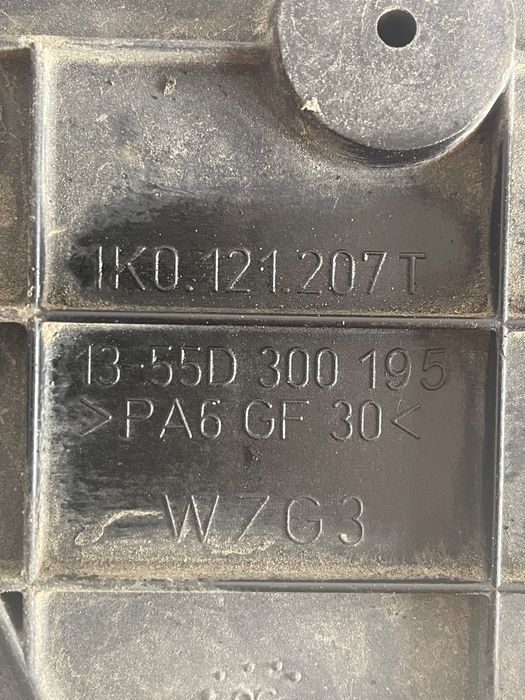 1K0.121.207 T
13-55D 300 195
>PA6 GF 30<
WZG3